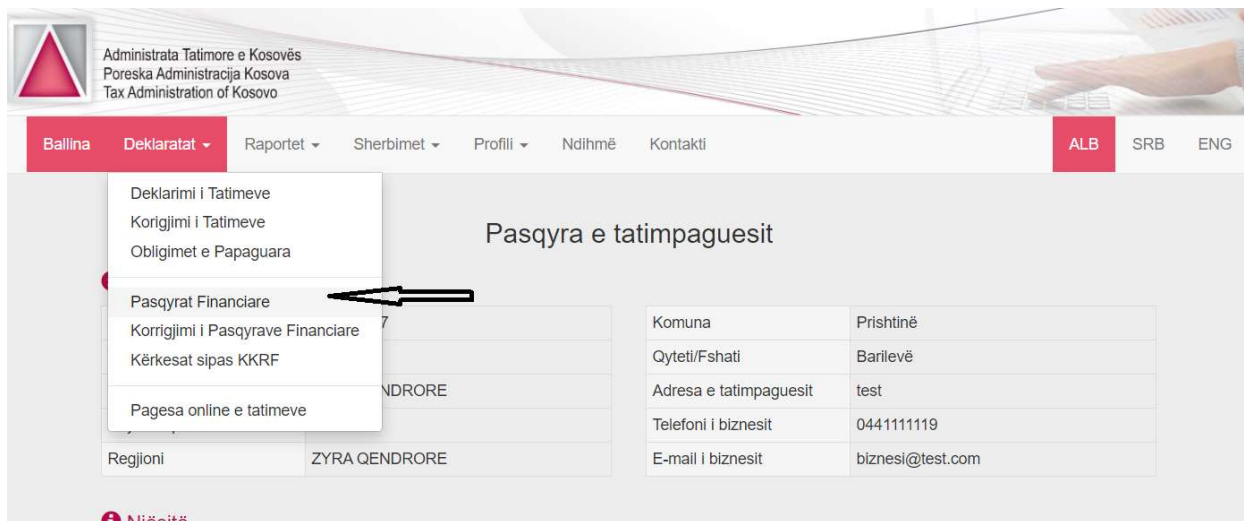 Administrata Tatimore e Kosovës
Poreska Administracija Kosova
Tax Administration of Kosovo
Ballina Deklaratat Raportet Sherbimet Profili Ndihmë Kontakti ALB SRB ENG
Deklarimi i Tatimeve
Korigjimi i Tatimeve
Obligimet e Papaguara
Pasqyrat Financiare
Korrigjimi i Pasqyrave Financiare
Kërkesat sipas KKRF
Pagesa online e tatimeve
Pasqyra e tatimpaguesit
7
NDRORE
Regjioni ZYRA QENDRORE
Komuna Prishtinë
Qyteti/Fshati Barilevë
Adresa e tatimpaguesit test
Telefoni i biznesit 0441111119
E-mail i biznesit biznesi@test.com
Njësitë